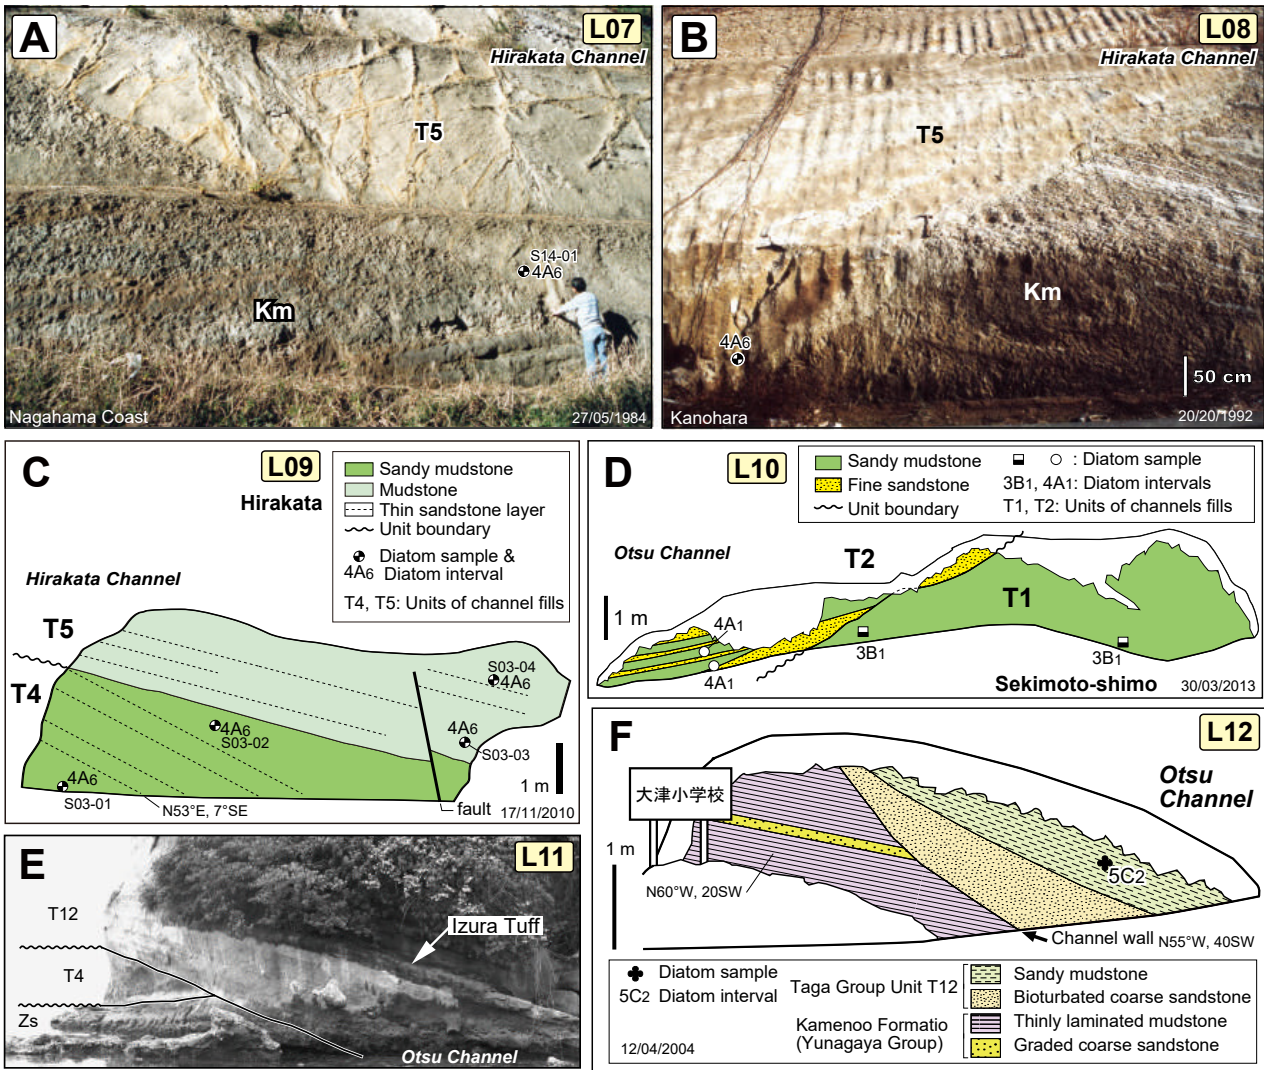 A
L07
Hirakata Channel
T5
S14-01
4A6
Km
Nagahama Coast
27/05/1984
B
L08
Hirakata Channel
T5
Km
4A6
50 cm
Kanohara
20/20/1992
C
L09
Hirakata
Sandy mudstone
Mudstone
Thin sandstone layer
Unit boundary
Diatom sample &
4A6 Diatom interval
T4, T5: Units of channel fills
Hirakata Channel
T5
T4
S03-04
4A6
4A6
S03-02
4A6
S03-03
4A6
S03-01
N53°E, 7°SE
fault
1 m
17/11/2010
D
L10
Sandy mudstone
Fine sandstone
Unit boundary
: Diatom sample
3B1, 4A1: Diatom intervals
T1, T2: Units of channels fills
Otsu Channel
T2
T1
1 m
4A1
4A1
3B1
3B1
Sekimoto-shimo
30/03/2013
E
L11
T12
Izura Tuff
T4
Zs
Otsu Channel
F
L12
Otsu
Channel
大津小学校
1 m
N60°W, 20SW
5C2
Channel wall N55°W, 40SW
Diatom sample
5C2 Diatom interval
Taga Group Unit T12
Sandy mudstone
Bioturbated coarse sandstone
Kamenoo Formatio
(Yunagaya Group)
Thinly laminated mudstone
Graded coarse sandstone
12/04/2004